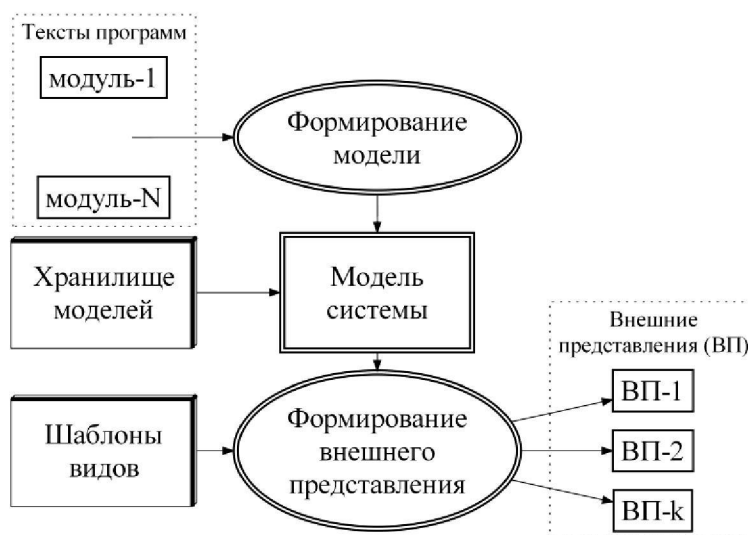 Тексты программ
модуль-1
модуль-N
Формирование
модели
Хранилище
моделей
Модель
системы
Шаблоны
видов
Формирование
внешнего
представления
Внешние
представления (ВП)
ВП-1
ВП-2
ВП-k